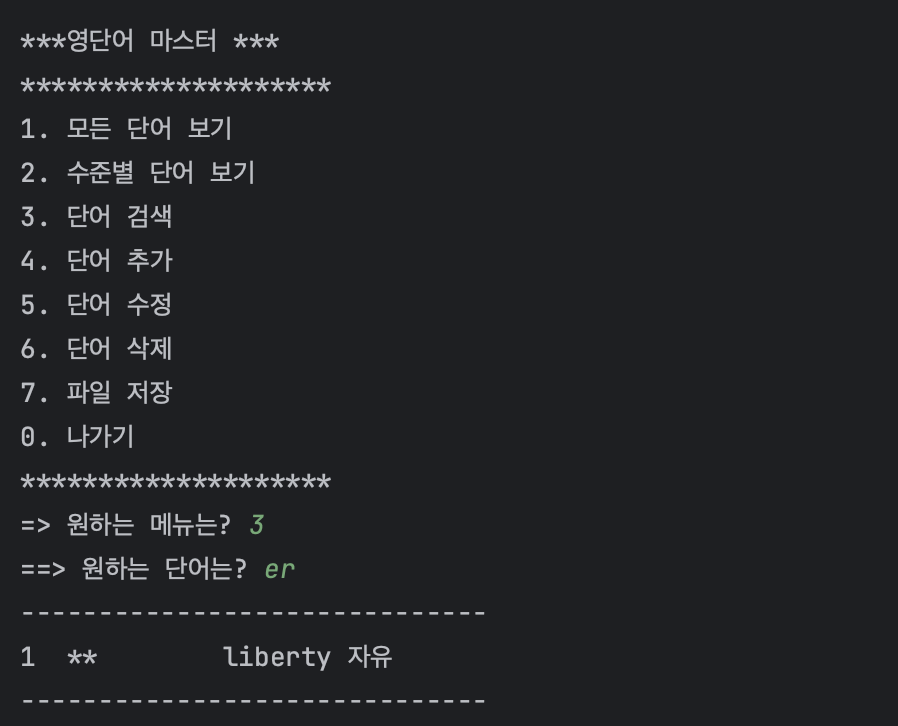 ***영단어 마스터 ***
********************
1. 모든 단어 보기
2. 수준별 단어 보기
3. 단어 검색
4. 단어 추가
5. 단어 수정
6. 단어 삭제
7. 파일 저장
0. 나가기
********************
=> 원하는 메뉴는? 3
==> 원하는 단어는? er
------------------------------
1  **        liberty 자유
------------------------------